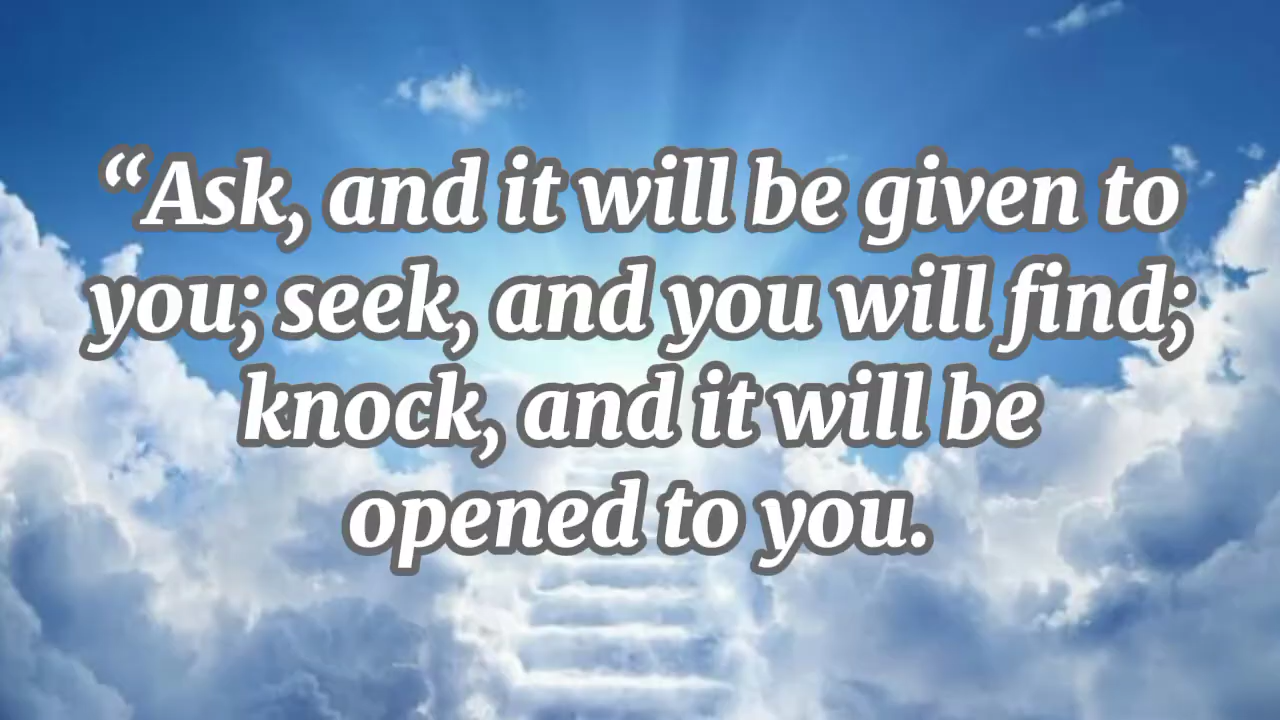 “Ask, and it will be given to
you; seek, and you will find;
knock, and it will be
opened to you.